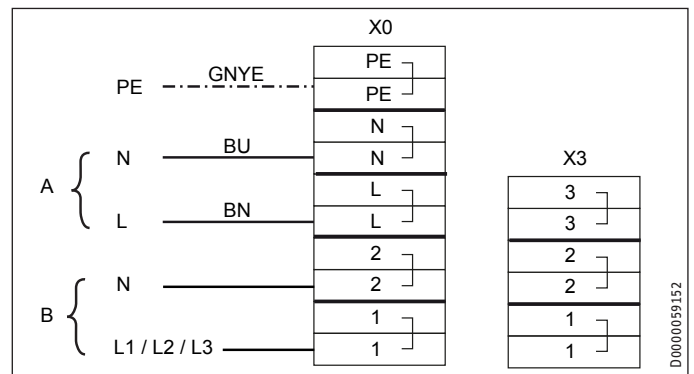 X0
PE
PE GNYE PE
N
A N BU N X3
L 3
L BN L 3
2 2
B N 2 2
1 1
L1 / L2 / L3 1 1
D0000059152